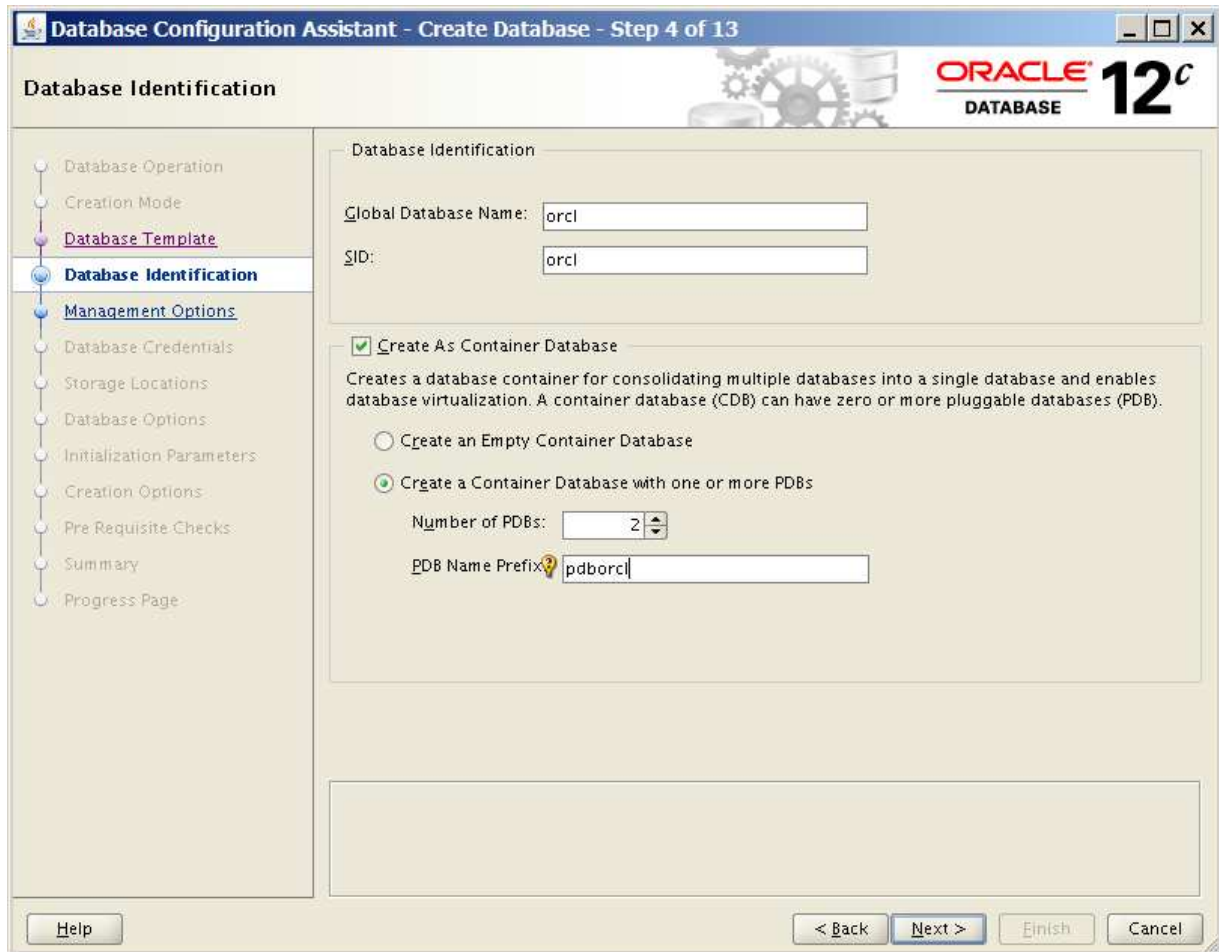 Database Configuration Assistant - Create Database - Step 4 of 13
Database Identification
ORACLE
DATABASE
12c
Database Operation
Creation Mode
Database Template
Database Identification
Management Options
Database Credentials
Storage Locations
Database Options
Initialization Parameters
Creation Options
Pre Requisite Checks
Summary
Progress Page
Database Identification
Global Database Name: orcl
SID: orcl
Create As Container Database
Creates a database container for consolidating multiple databases into a single database and enables
database virtualization. A container database (CDB) can have zero or more pluggable databases (PDB).
Create an Empty Container Database
Create a Container Database with one or more PDBs
Number of PDBs: 2
PDB Name Prefix pdborcl
Help
< Back
Next >
Finish
Cancel